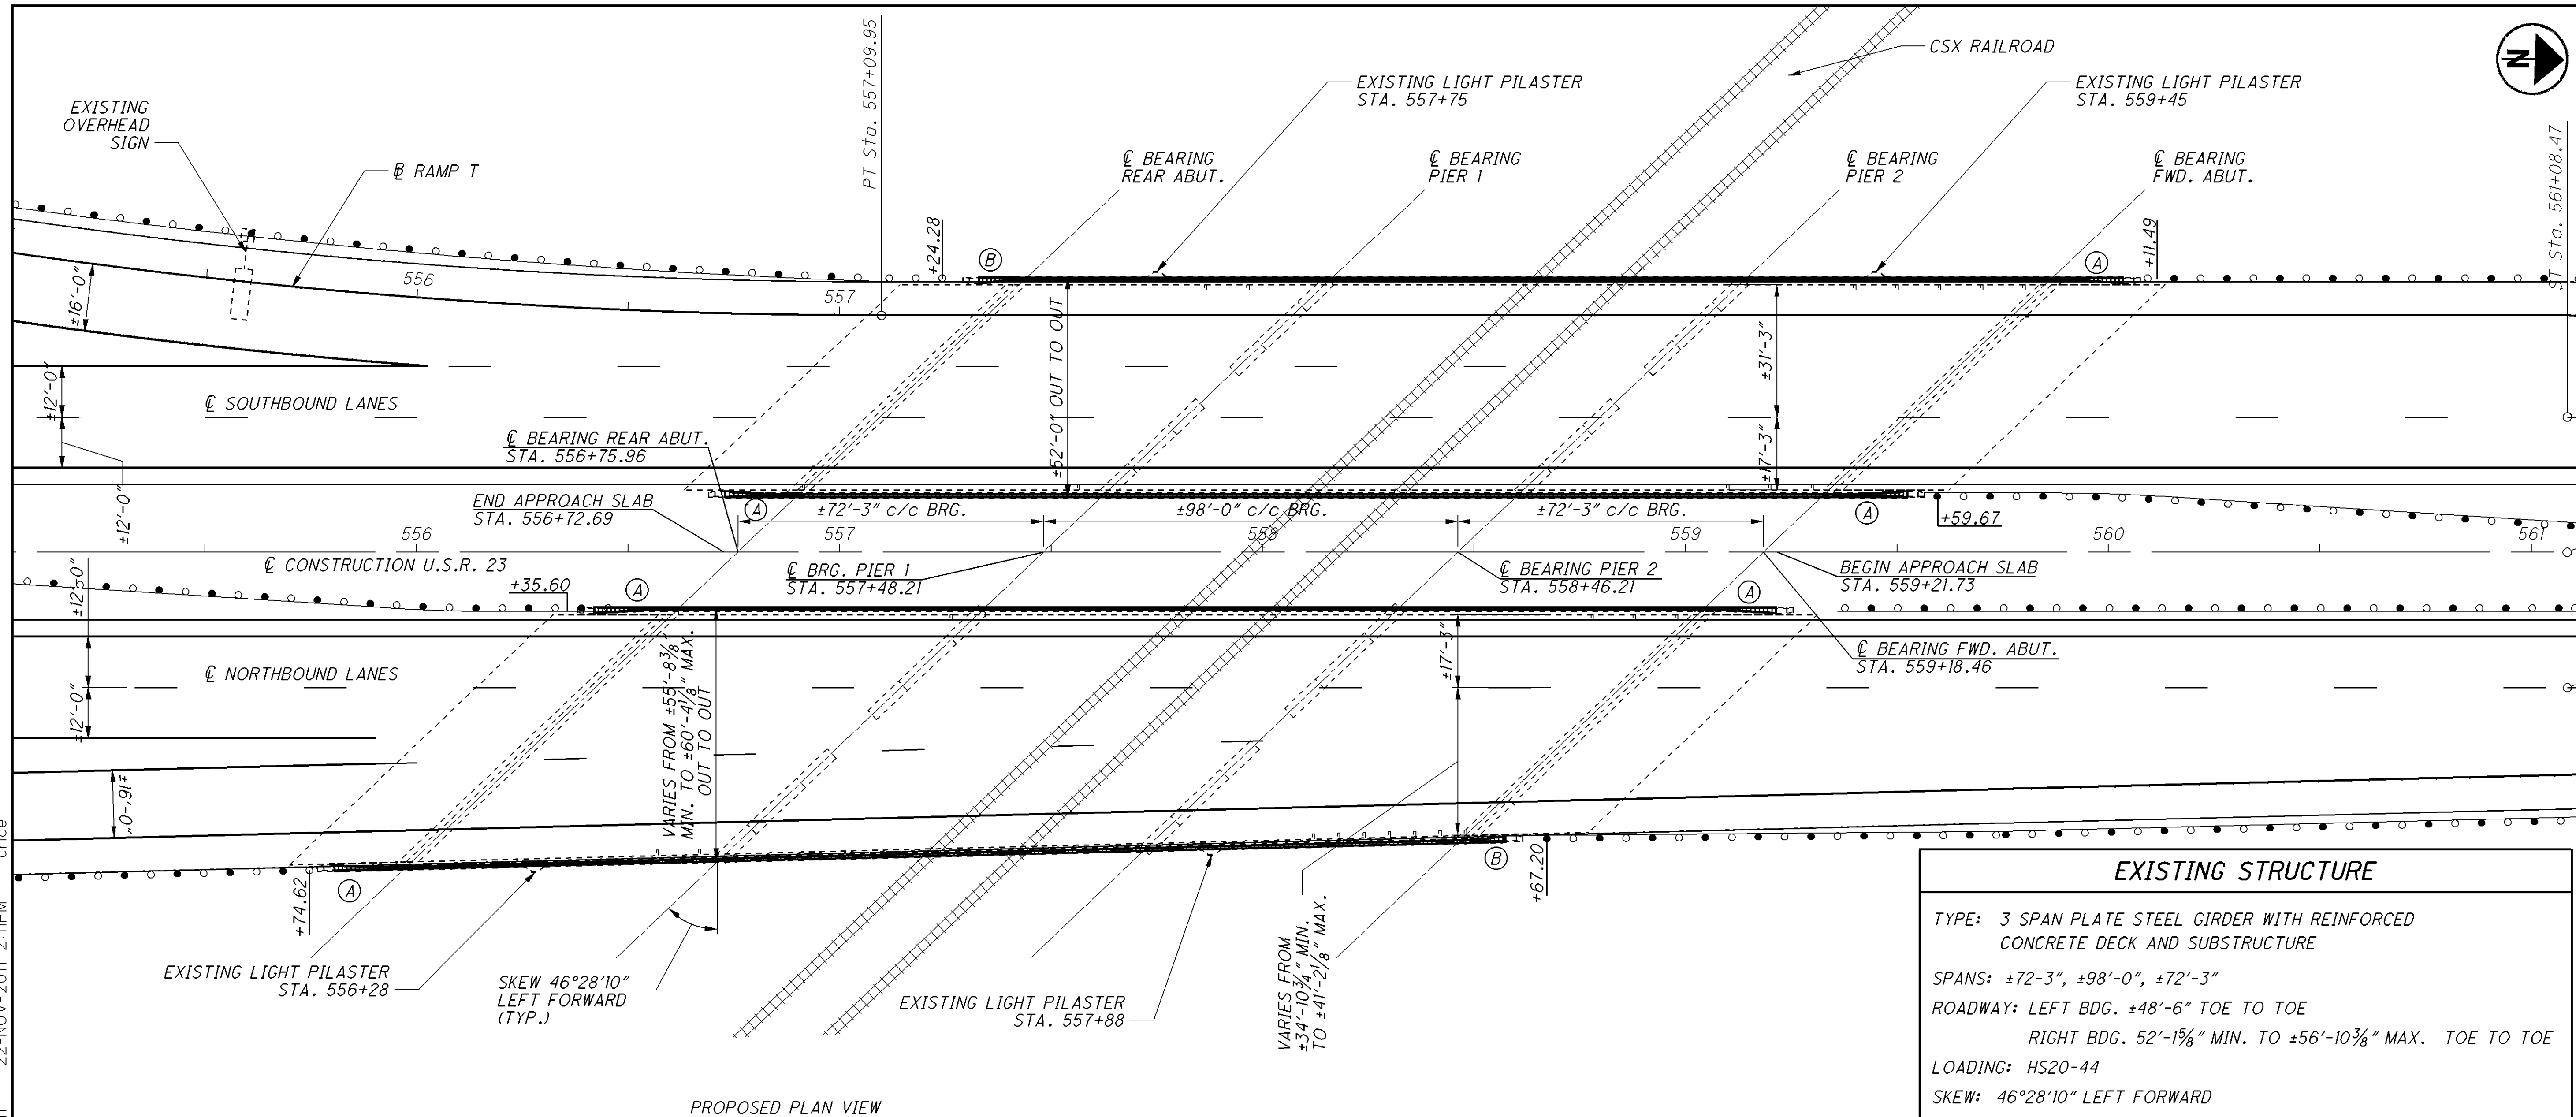 EXISTING
OVERHEAD
SIGN
℄ RAMP T
PT Sta. 557+09.95
+24.28
EXISTING LIGHT PILASTER
STA. 557+75
CSX RAILROAD
EXISTING LIGHT PILASTER
STA. 559+45
N
℄ BEARING
REAR ABUT.
℄ BEARING
PIER 1
℄ BEARING
PIER 2
℄ BEARING
FWD. ABUT.
+11.49
ST Sta. 561+08.47
B
A
556
557
±16'-0"
±12'-0"
±12'-0"
℄ SOUTHBOUND LANES
±52'-0" OUT TO OUT
±31'-3"
±17'-3"
℄ BEARING REAR ABUT.
STA. 556+75.96
END APPROACH SLAB
STA. 556+72.69
A
±72'-3" c/c BRG.
±98'-0" c/c BRG.
±72'-3" c/c BRG.
A
+59.67
556
557
558
559
560
561
℄ CONSTRUCTION U.S.R. 23
℄ BRG. PIER 1
STA. 557+48.21
℄ BEARING PIER 2
STA. 558+46.21
BEGIN APPROACH SLAB
STA. 559+21.73
+35.60
A
A
℄ BEARING FWD. ABUT.
STA. 559+18.46
±12'-0"
±12'-0"
℄ NORTHBOUND LANES
VARIES FROM ±55'-8⅜"
MIN. TO ±60'-4⅛" MAX.
OUT TO OUT
±17'-3"
±16'-0"
+74.62
A
B
+67.20
EXISTING LIGHT PILASTER
STA. 556+28
SKEW 46°28'10"
LEFT FORWARD
(TYP.)
EXISTING LIGHT PILASTER
STA. 557+88
VARIES FROM
±34'-10¾" MIN.
TO ±41'-2⅛" MAX.
EXISTING STRUCTURE
TYPE: 3 SPAN PLATE STEEL GIRDER WITH REINFORCED
CONCRETE DECK AND SUBSTRUCTURE
SPANS: ±72-3", ±98'-0", ±72'-3"
ROADWAY: LEFT BDG. ±48'-6" TOE TO TOE
RIGHT BDG. 52'-1⅝" MIN. TO ±56'-10⅜" MAX. TOE TO TOE
LOADING: HS20-44
SKEW: 46°28'10" LEFT FORWARD
PROPOSED PLAN VIEW
22-NOV-2011 2:11PM crice